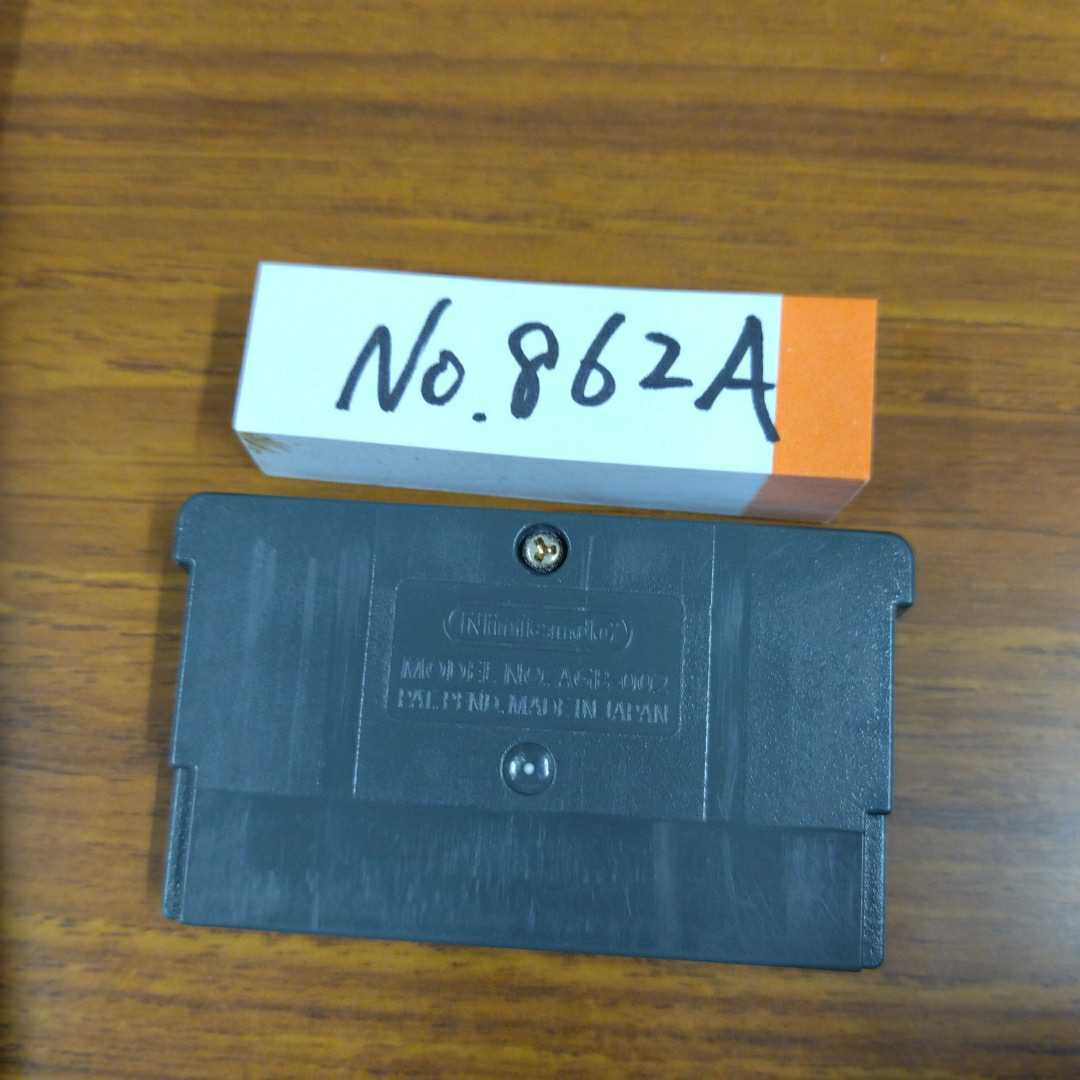 No.862A
Nintendo
MODEL NO. AGB-002
PAT. PEND. MADE IN JAPAN